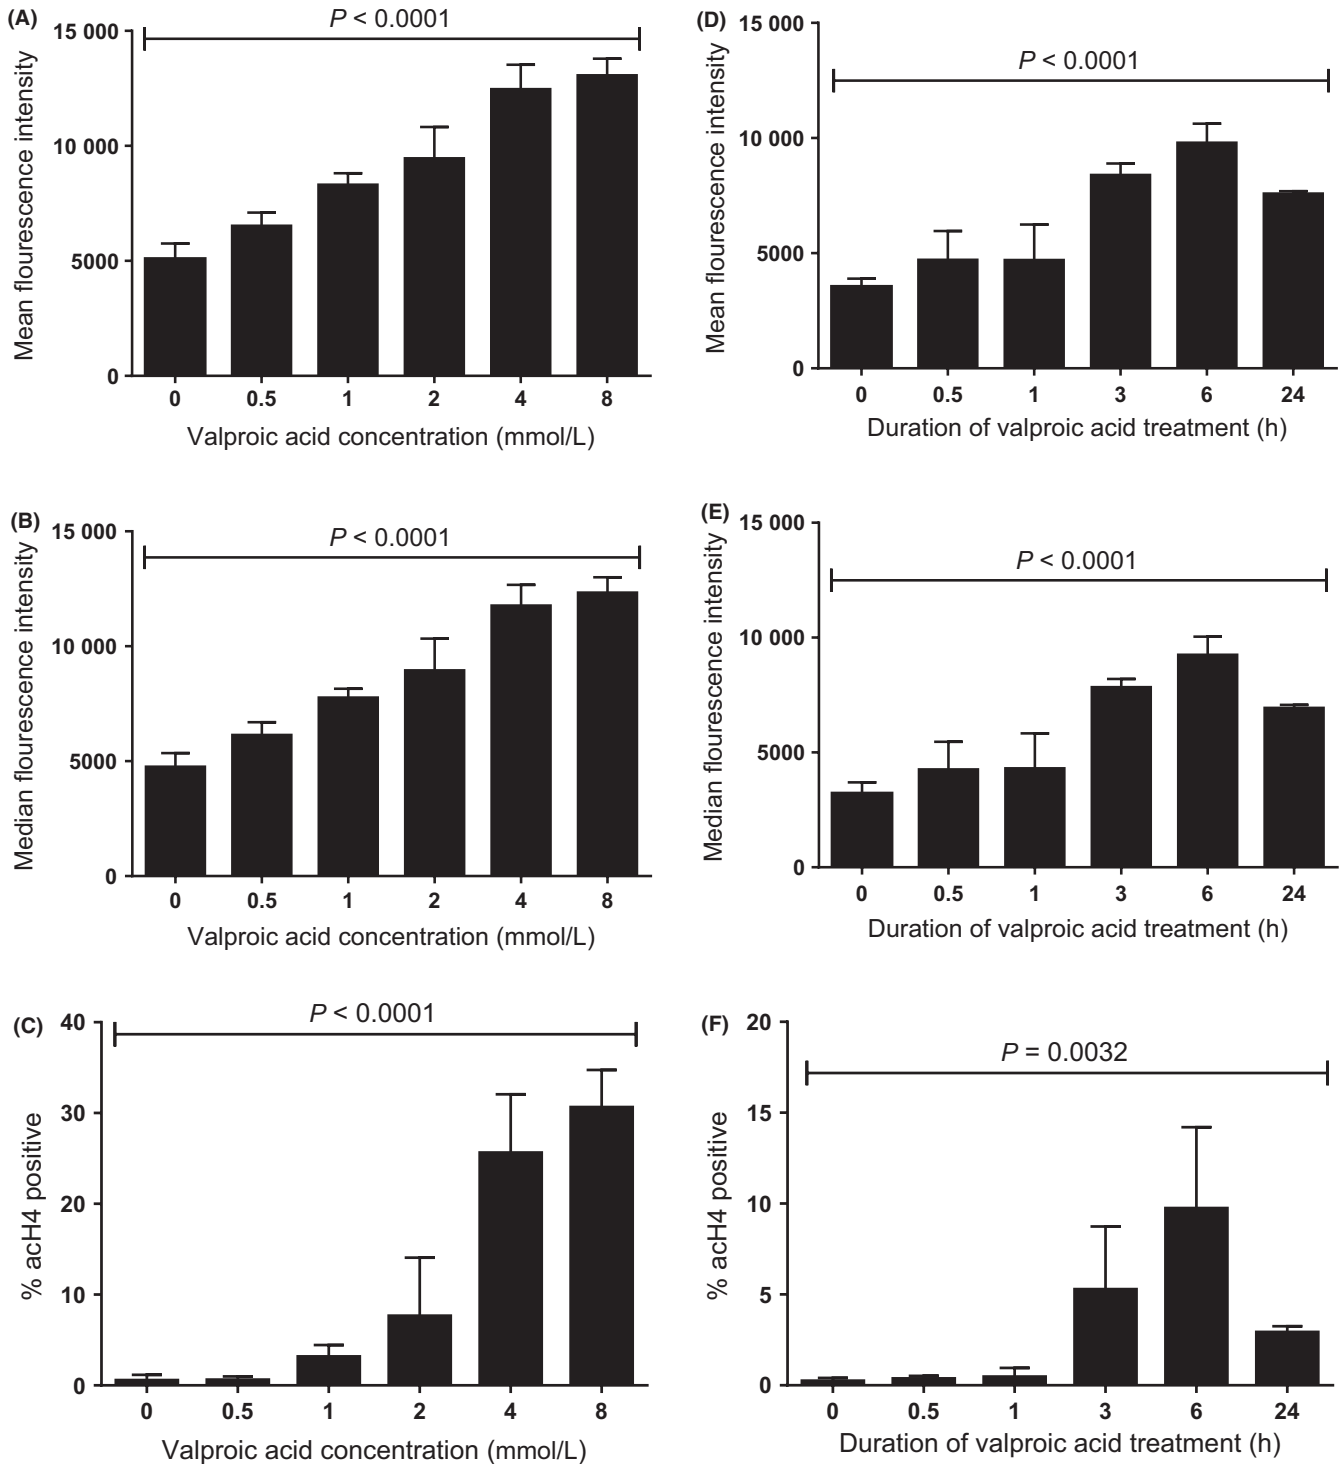 (A)
P < 0.0001
15 000
10 000
5000
0
Mean flourescence intensity
0 0.5 1 2 4 8
Valproic acid concentration (mmol/L)
(D)
P < 0.0001
15 000
10 000
5000
0
Mean flourescence intensity
0 0.5 1 3 6 24
Duration of valproic acid treatment (h)
(B)
P < 0.0001
15 000
10 000
5000
0
Median flourescence intensity
0 0.5 1 2 4 8
Valproic acid concentration (mmol/L)
(E)
P < 0.0001
15 000
10 000
5000
0
Median flourescence intensity
0 0.5 1 3 6 24
Duration of valproic acid treatment (h)
(C)
P < 0.0001
40
30
20
10
0
% acH4 positive
0 0.5 1 2 4 8
Valproic acid concentration (mmol/L)
(F)
P = 0.0032
20
15
10
5
0
% acH4 positive
0 0.5 1 3 6 24
Duration of valproic acid treatment (h)